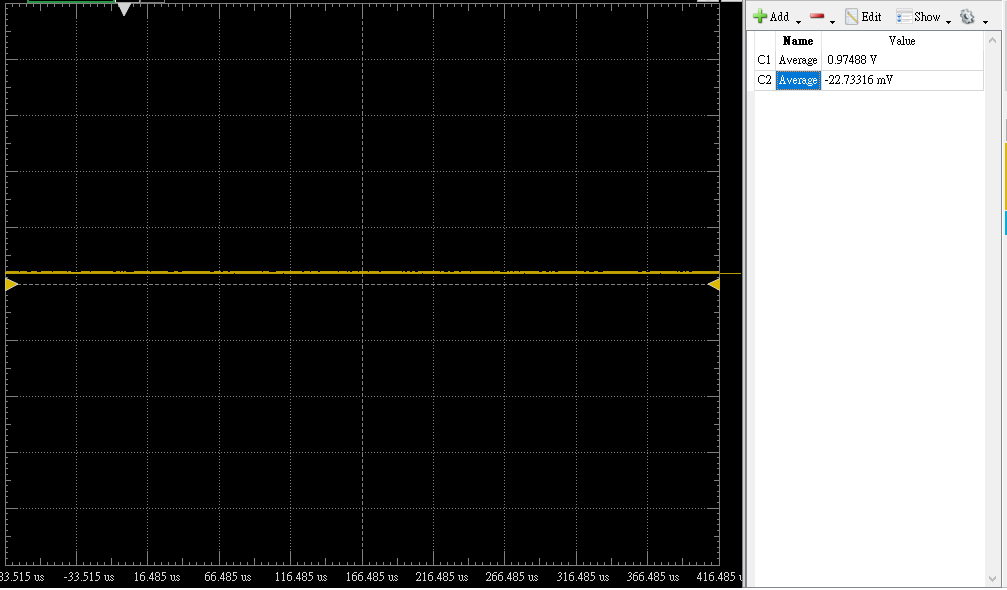 Add Edit Show
Name Value
C1 Average 0.97488 V
C2 Average -22.73316 mV
33.515 us -33.515 us 16.485 us 66.485 us 116.485 us 166.485 us 216.485 us 266.485 us 316.485 us 366.485 us 416.485 u